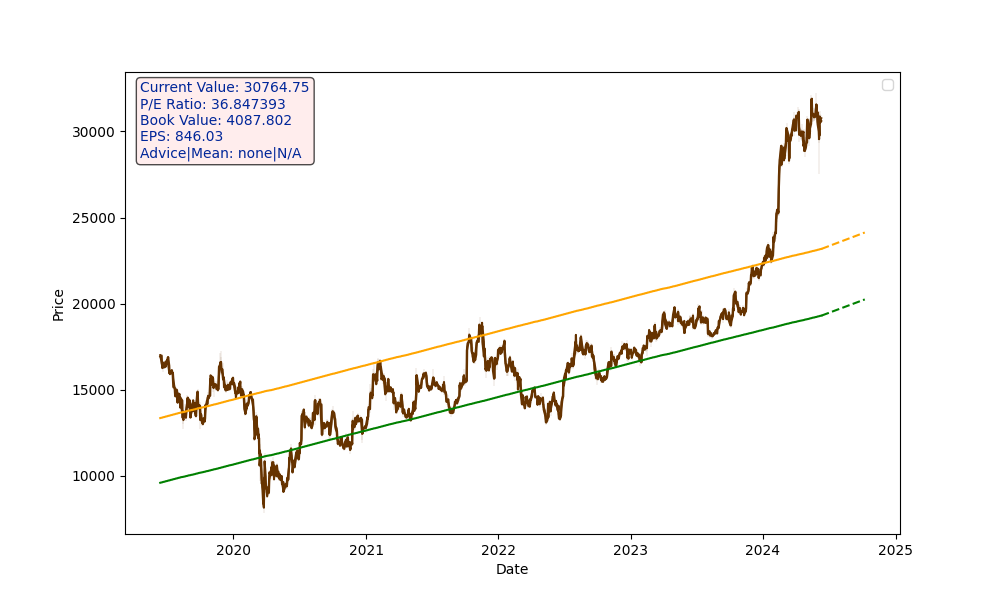 Current Value: 30764.75
P/E Ratio: 36.847393
Book Value: 4087.802
EPS: 846.03
Advice|Mean: none|N/A
30000
25000
20000
15000
10000
Price
2020 2021 2022 2023 2024 2025
Date